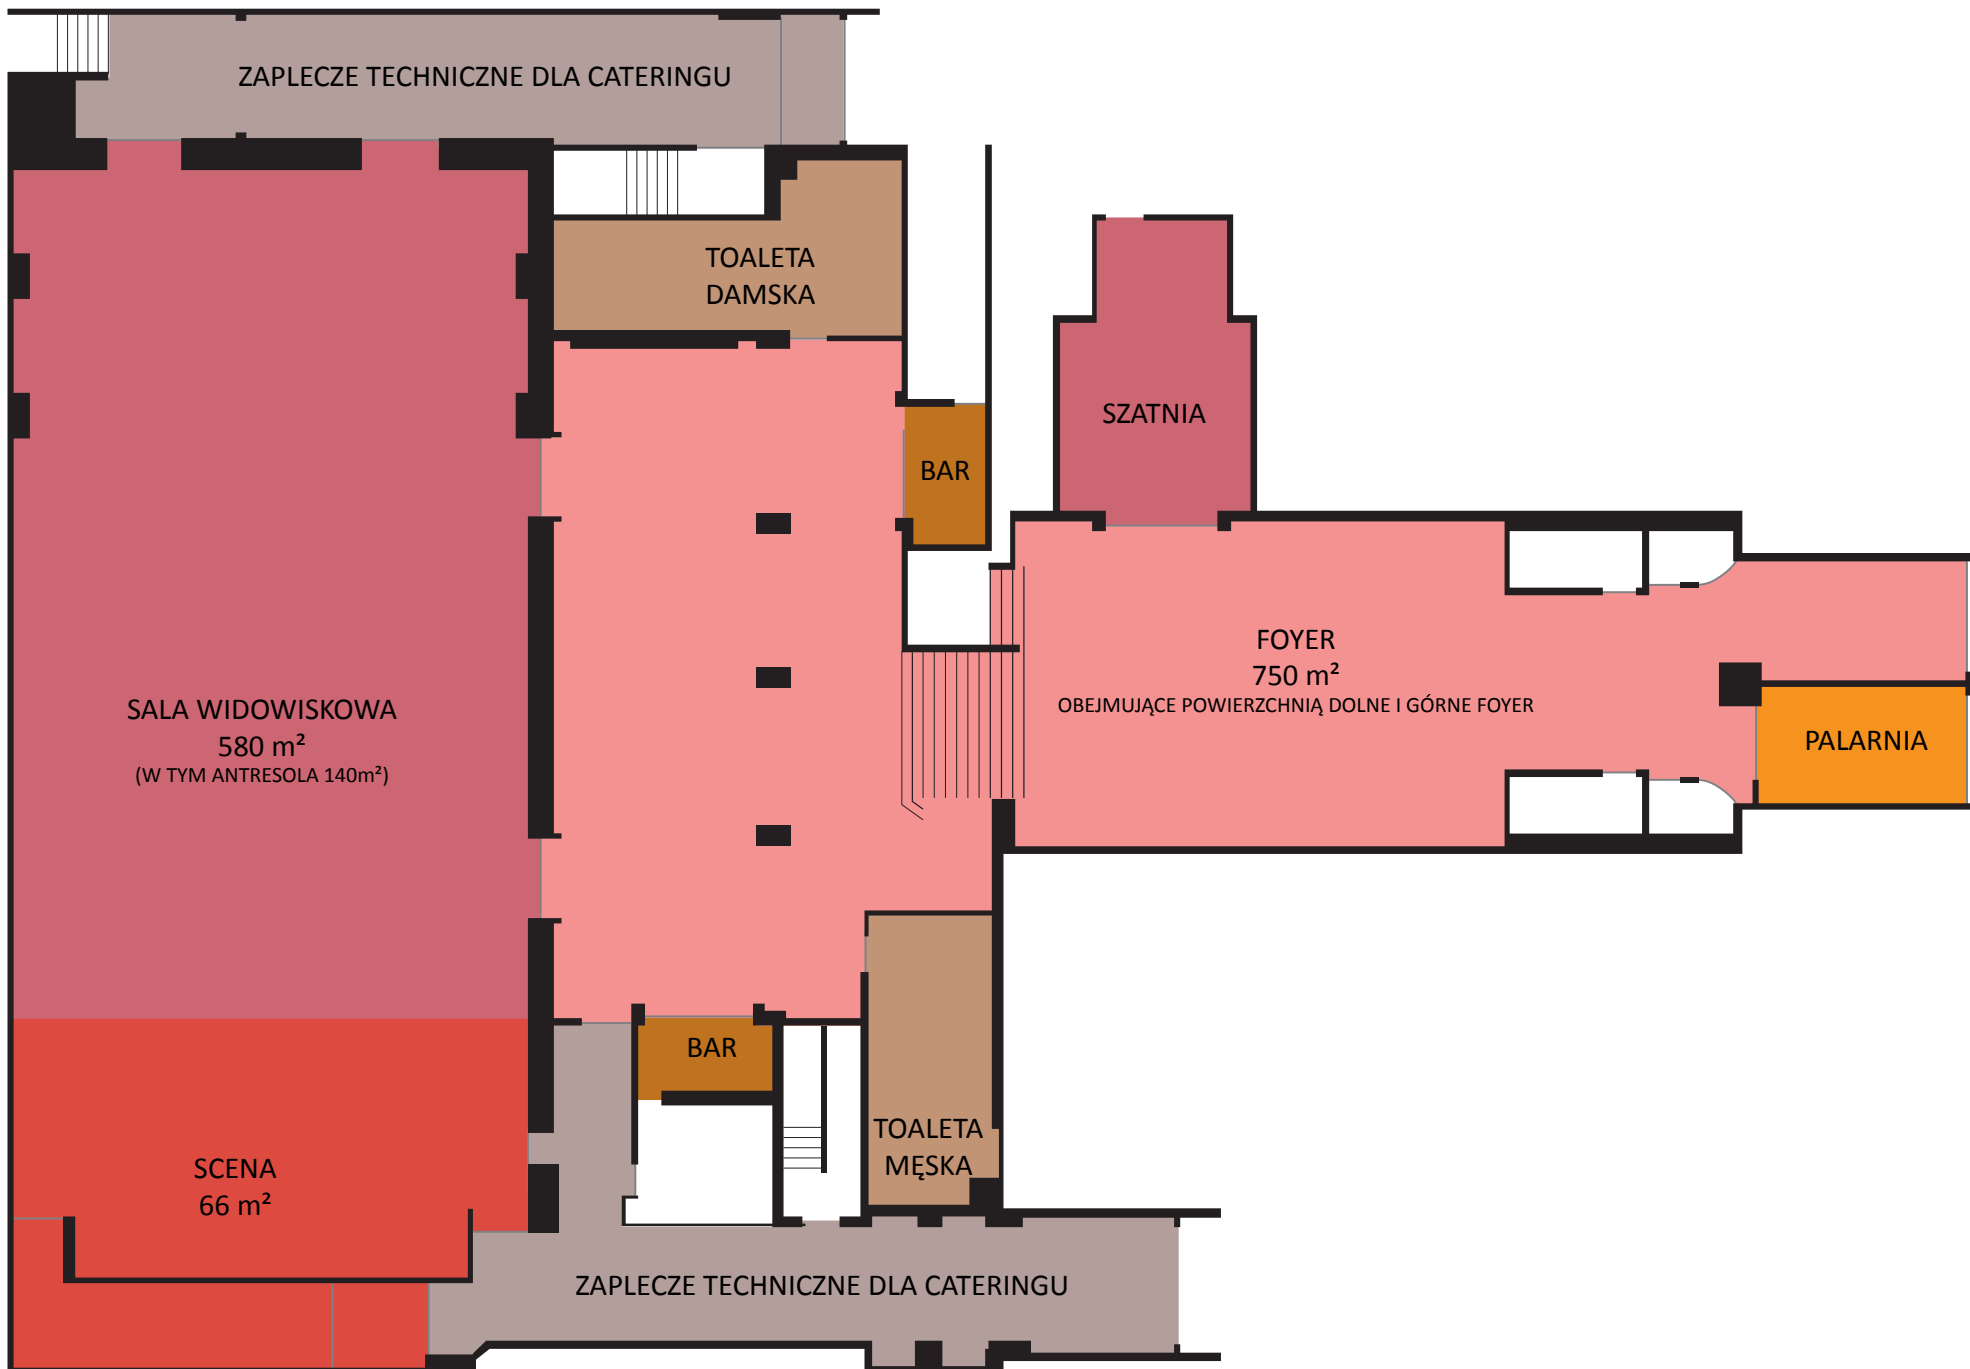 ZAPLECZE TECHNICZNE DLA CATERINGU
TOALETA
DAMSKA
SZATNIA
BAR
FOYER
750 m²
OBEJMUJĄCE POWIERZCHNIĄ DOLNE I GÓRNE FOYER
PALARNIA
SALA WIDOWISKOWA
580 m²
(W TYM ANTRESOLA 140m²)
BAR
TOALETA
MĘSKA
SCENA
66 m²
ZAPLECZE TECHNICZNE DLA CATERINGU